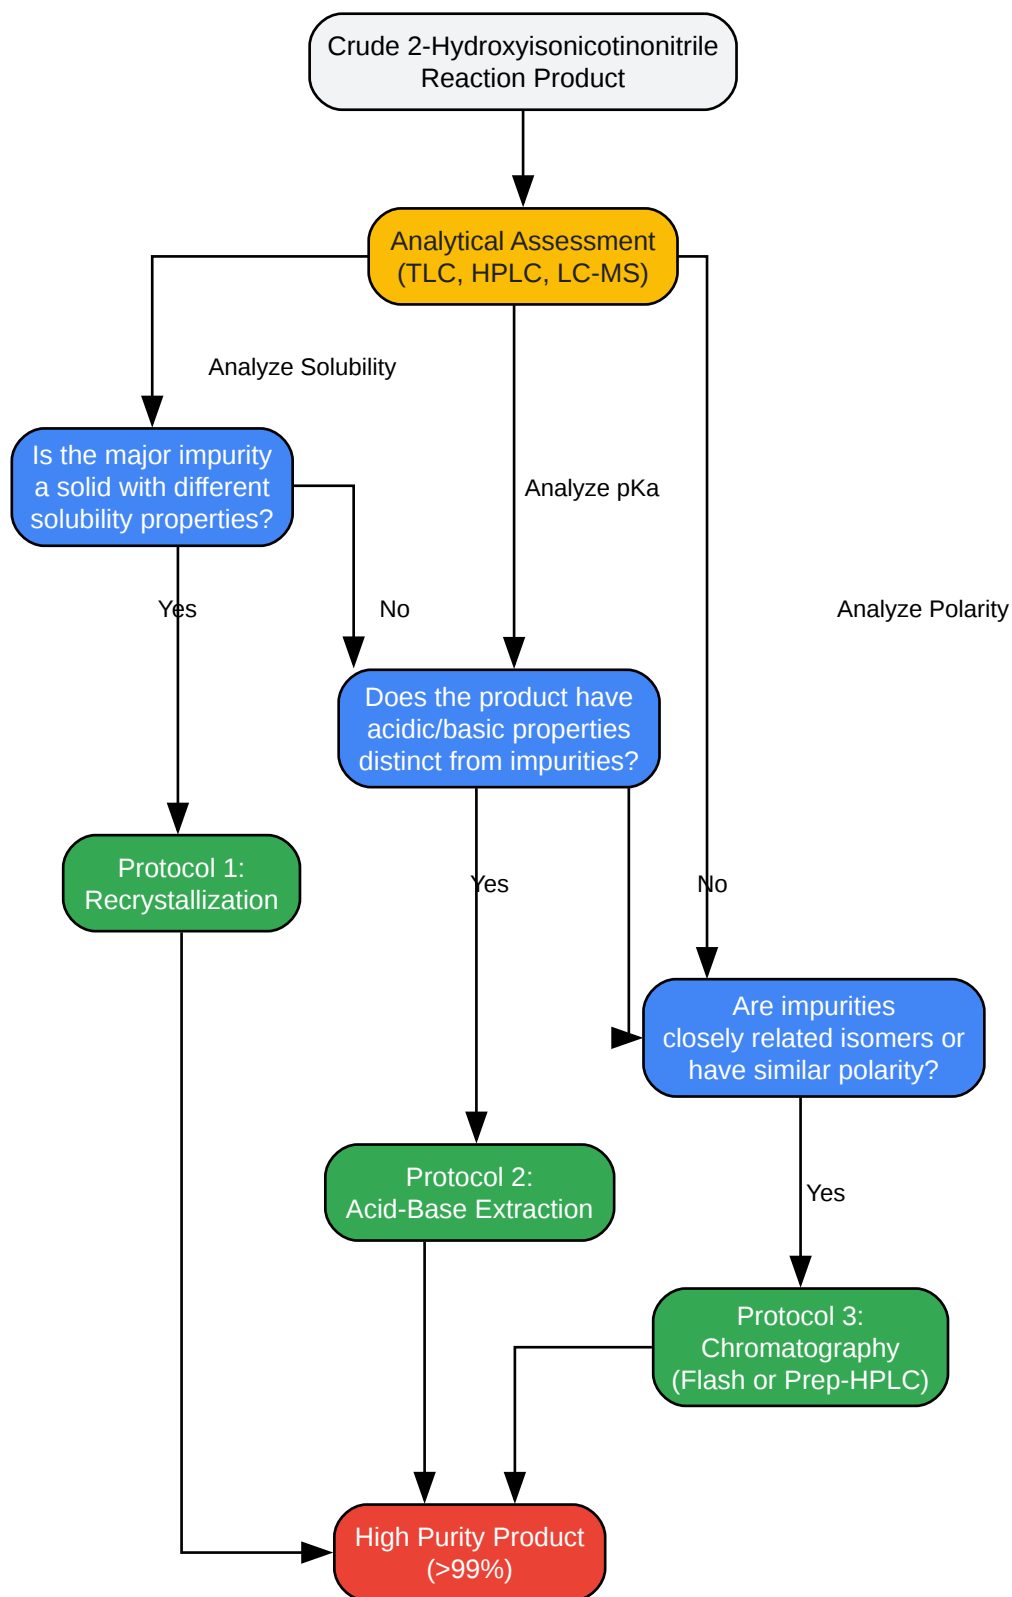 Crude 2-Hydroxyisonicotinonitrile
Reaction Product
Analytical Assessment
(TLC, HPLC, LC-MS)
Analyze Solubility
Is the major impurity
a solid with different
solubility properties?
Analyze pKa
Yes
No
Analyze Polarity
Does the product have
acidic/basic properties
distinct from impurities?
Protocol 1:
Recrystallization
Yes
No
Are impurities
closely related isomers or
have similar polarity?
Protocol 2:
Acid-Base Extraction
Yes
Protocol 3:
Chromatography
(Flash or Prep-HPLC)
High Purity Product
(>99%)